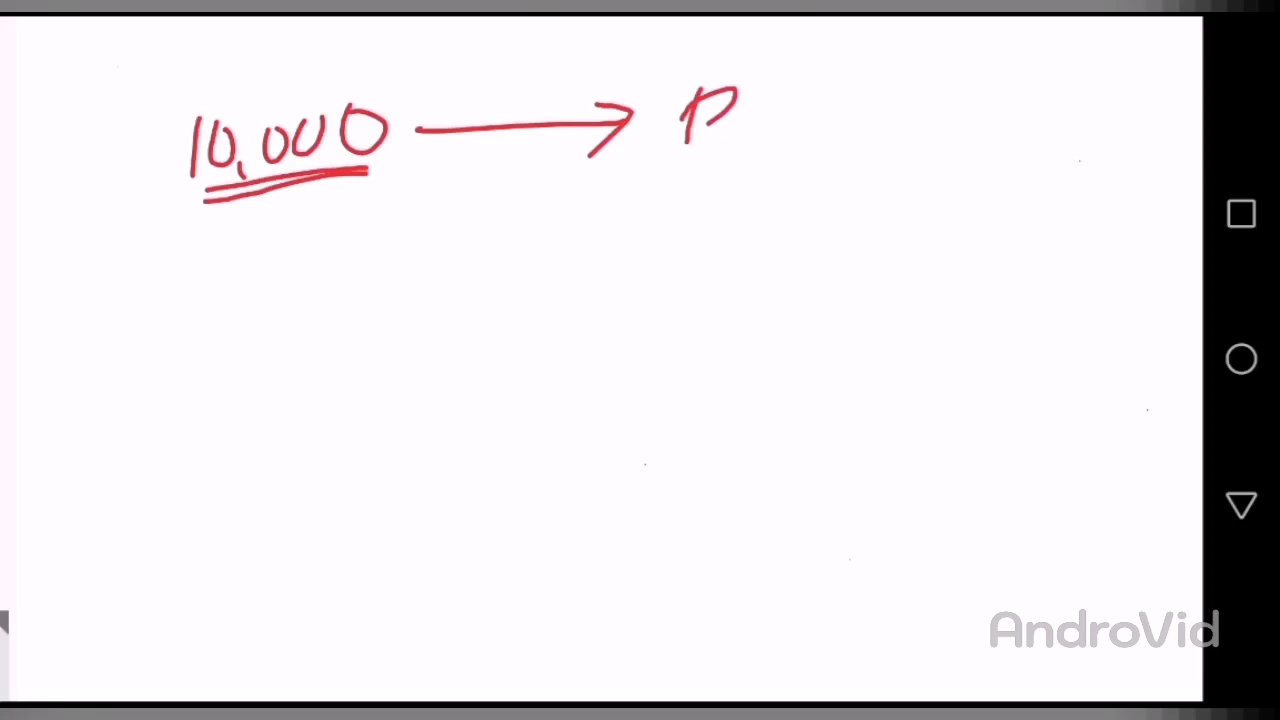 10,000 → P
AndroVid